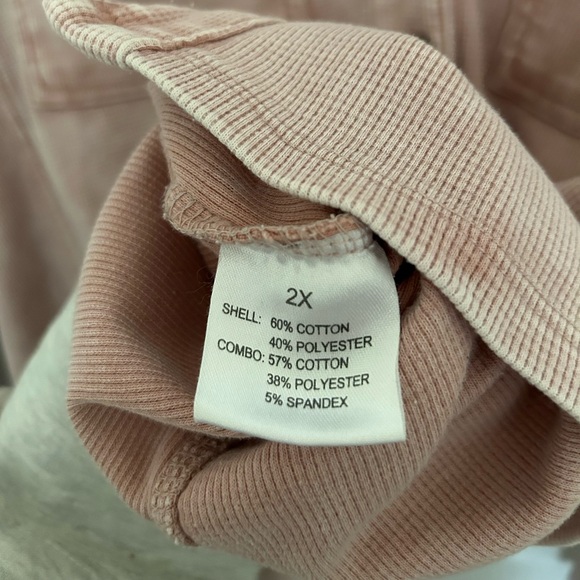 2X
SHELL: 60% COTTON
40% POLYESTER
COMBO: 57% COTTON
38% POLYESTER
5% SPANDEX